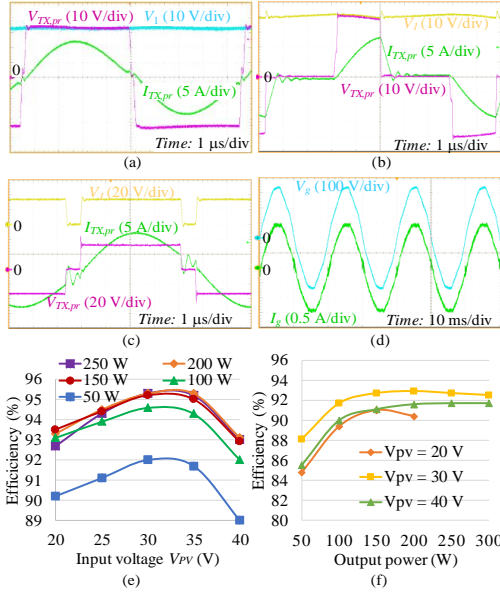 V_TX,pr (10 V/div) V_1 (10 V/div)
0
I_TX,pr (5 A/div)
Time: 1 µs/div
(a)
V_1 (10 V/div)
I_TX,pr (5 A/div)
0
V_TX,pr (10 V/div)
Time: 1 µs/div
(b)
V_1 (20 V/div)
0
I_TX,pr (5 A/div)
0
V_TX,pr (20 V/div)
Time: 1 µs/div
(c)
V_g (100 V/div)
0
0
I_g (0.5 A/div)
Time: 10 ms/div
(d)
250 W 200 W
150 W 100 W
50 W
Efficiency (%)
96
95
94
93
92
91
90
89
20 25 30 35 40
Input voltage V_PV (V)
(e)
Efficiency (%)
94
92
90
88
86
84
82
80
Vpv = 20 V
Vpv = 30 V
Vpv = 40 V
50 100 150 200 250 300
Output power (W)
(f)